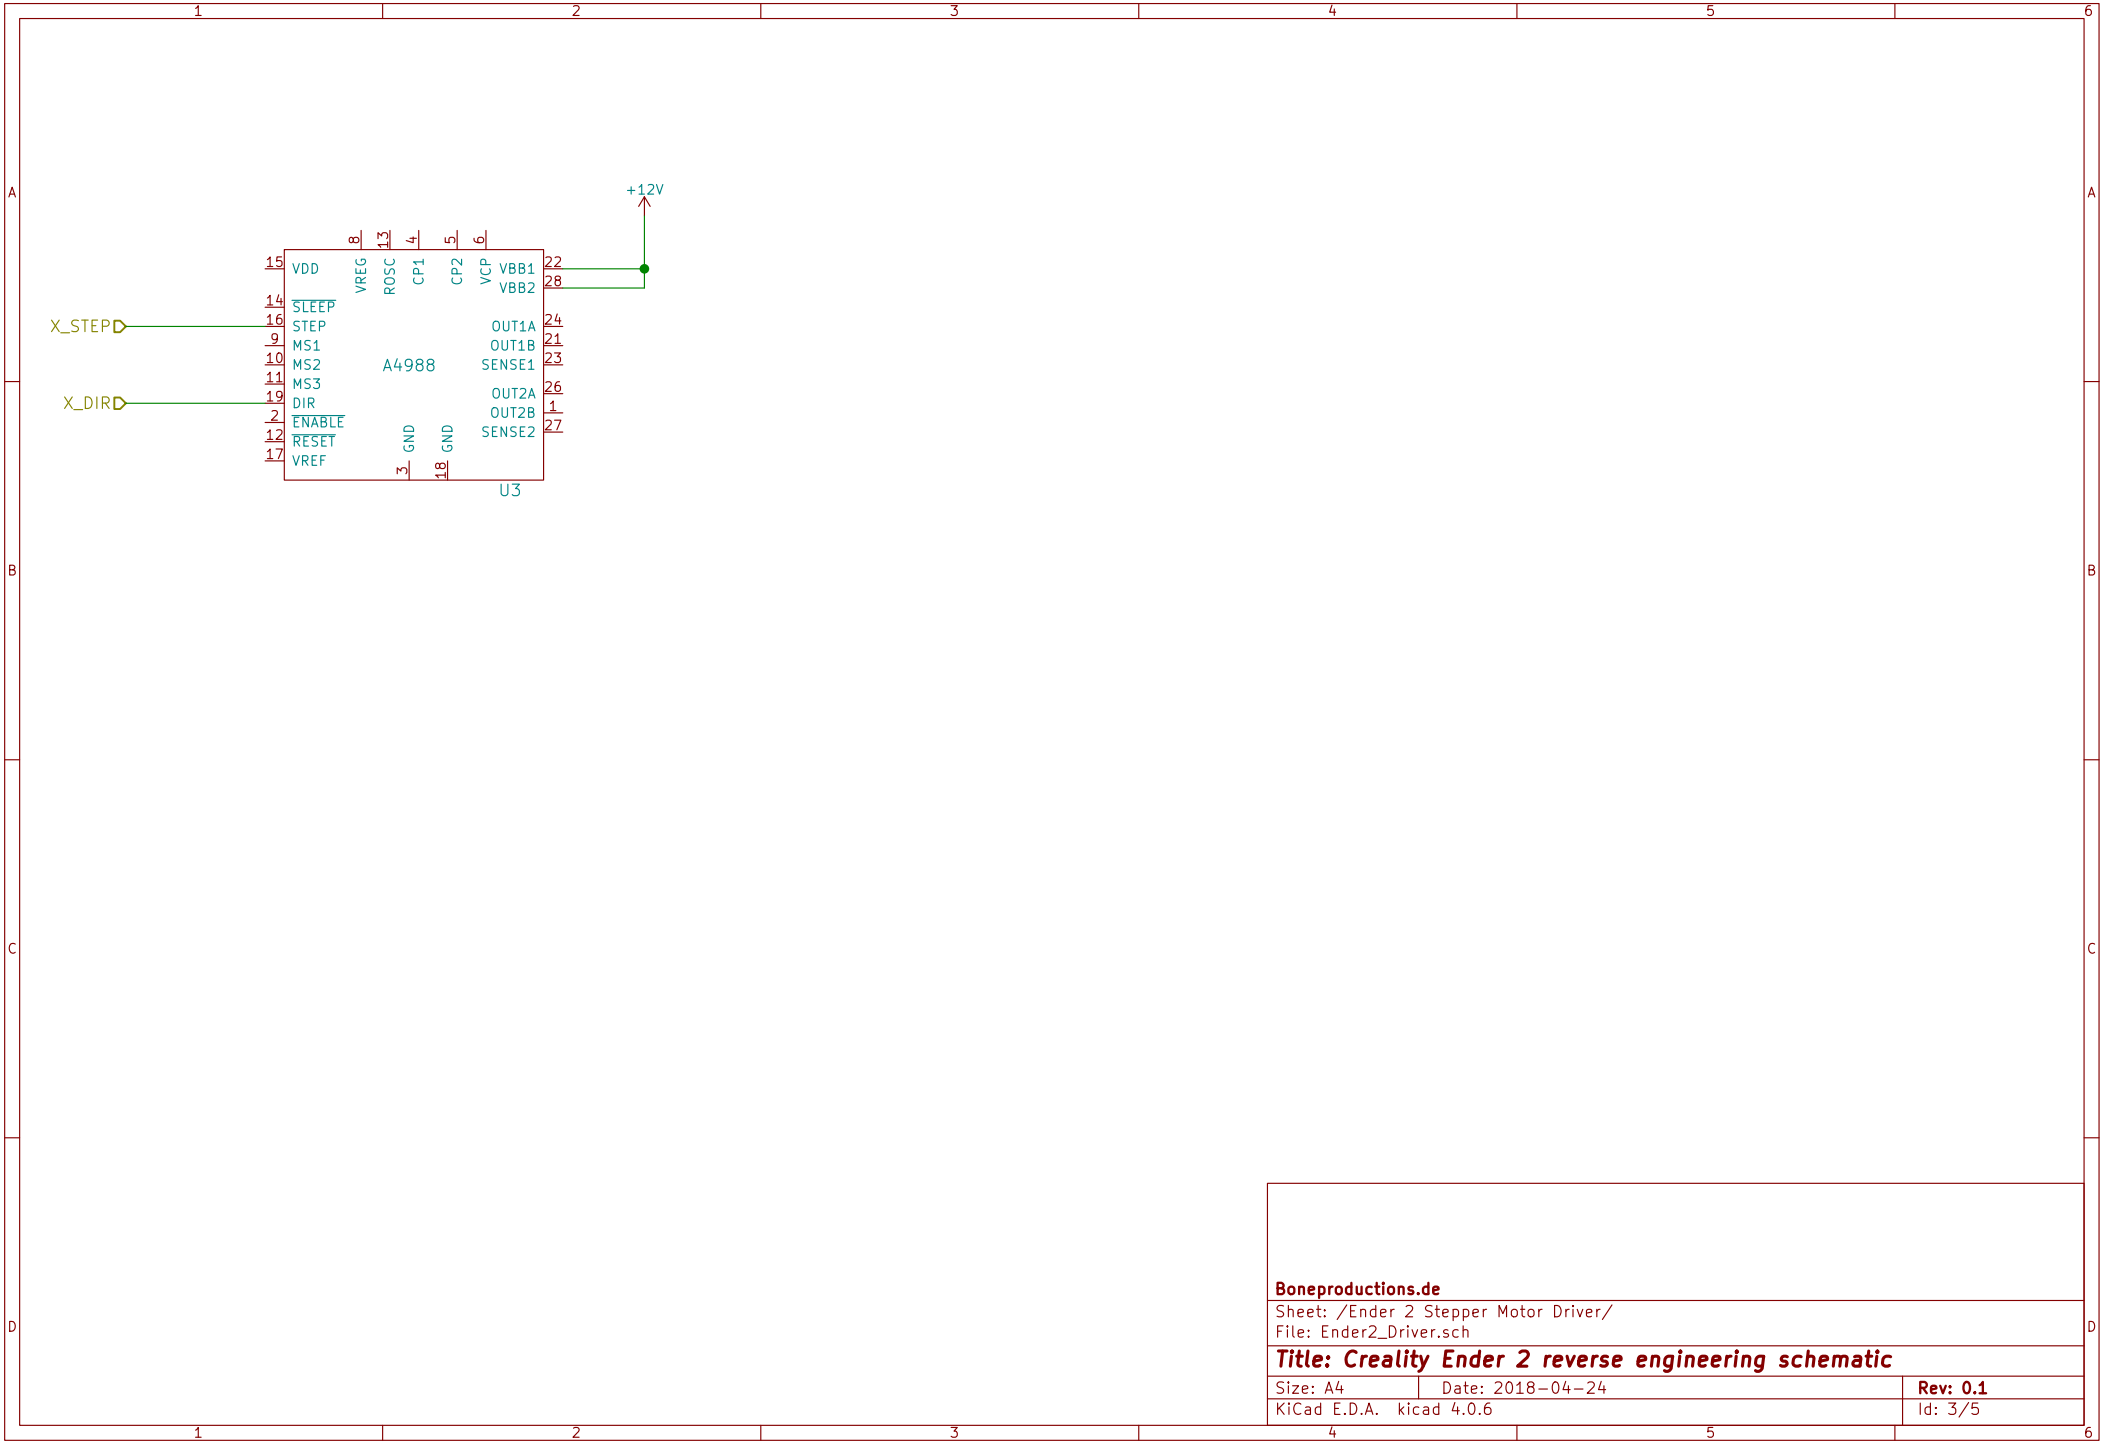 1 2 3 4 5 6
A A
+12V
8 13 4 5 6
15 VDD VREG ROSC CP1 CP2 VCP VBB1 22
VBB2 28
14 SLEEP
X_STEP 16 STEP OUT1A 24
9 MS1 OUT1B 21
10 MS2 A4988 SENSE1 23
11 MS3
OUT2A 26
X_DIR 19 DIR
OUT2B 1
2 ENABLE
SENSE2 27
12 RESET GND GND
17 VREF
3 18
U3
B B
C C
Boneproductions.de
Sheet: /Ender 2 Stepper Motor Driver/
D D
File: Ender2_Driver.sch
Title: Creality Ender 2 reverse engineering schematic
Size: A4 Date: 2018-04-24 Rev: 0.1
KiCad E.D.A. kicad 4.0.6 Id: 3/5
1 2 3 4 5 6